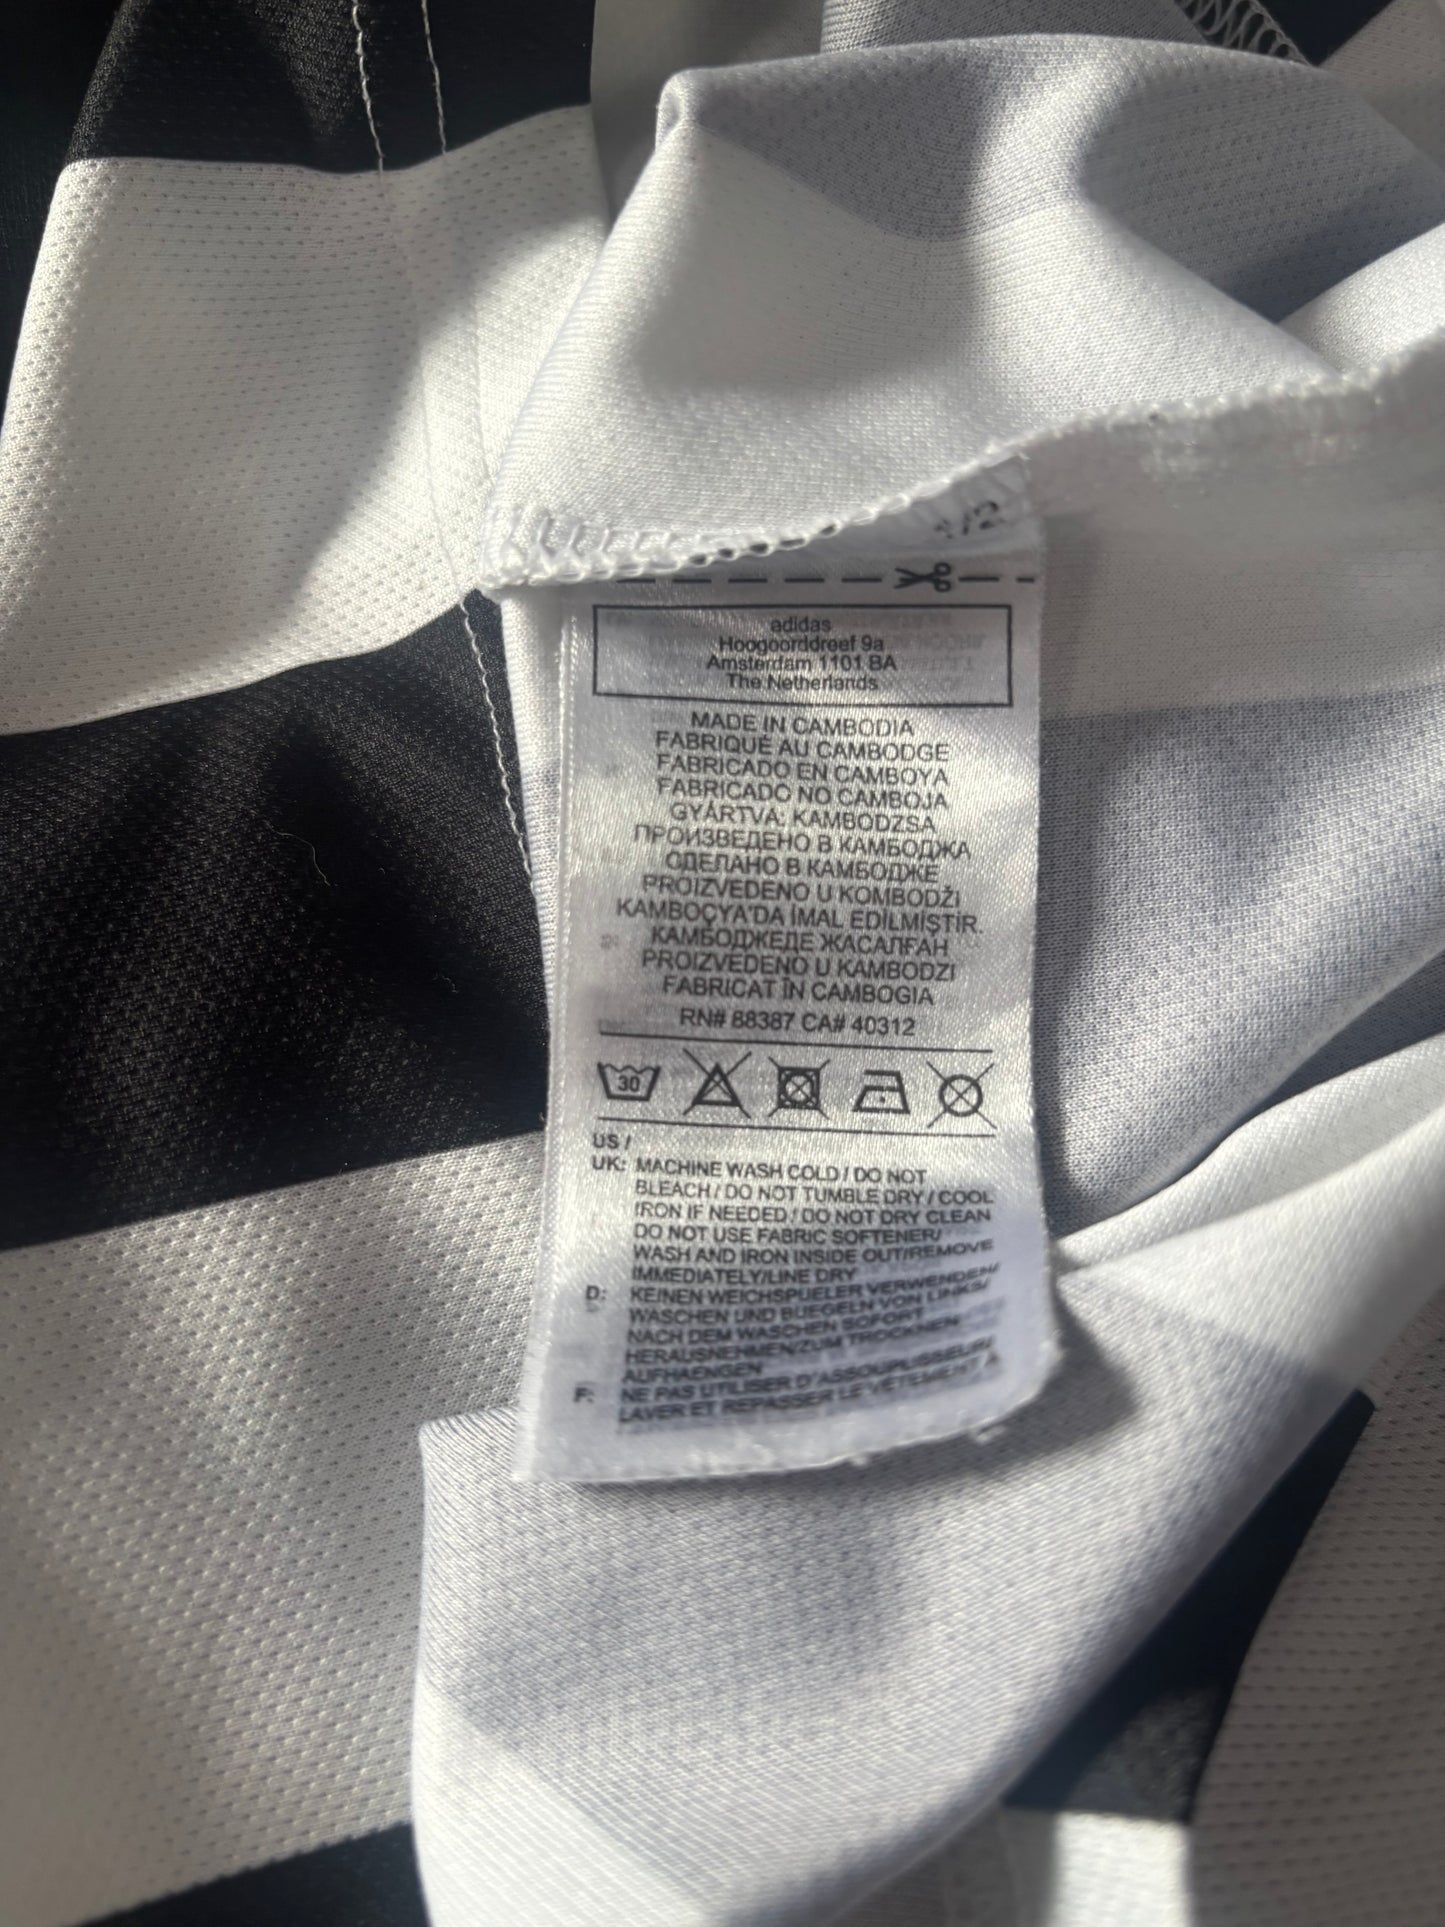 1/2
adidas
Hoogoorddreef 9a
Amsterdam 1101 BA
The Netherlands
MADE IN CAMBODIA
FABRIQUÉ AU CAMBODGE
FABRICADO EN CAMBOYA
FABRICADO NO CAMBOJA
GYÁRTVA: KAMBODZSA
ПРОИЗВЕДЕНО В КАМБОДЖА
СДЕЛАНО В КАМБОДЖЕ
PROIZVEDENO U KOMBODŽI
KAMBOÇYA'DA İMAL EDİLMİŞTİR.
КАМБОДЖЕДЕ ЖАСАЛҒАН
PROIZVEDENO U KAMBODZI
FABRICAT ÎN CAMBOGIA
RN# 88387 CA# 40312
30
US /
UK: MACHINE WASH COLD / DO NOT
BLEACH / DO NOT TUMBLE DRY / COOL
IRON IF NEEDED / DO NOT DRY CLEAN
DO NOT USE FABRIC SOFTENER/
WASH AND IRON INSIDE OUT/REMOVE
IMMEDIATELY/LINE DRY
D: KEINEN WEICHSPUELER VERWENDEN/
WASCHEN UND BUEGELN VON LINKS/
NACH DEM WASCHEN SOFORT
HERAUSNEHMEN/ZUM TROCKNEN
AUFHAENGEN
F: NE PAS UTILISER D'ASSOUPLISSEUR/
LAVER ET REPASSER LE VÊTEMENT À